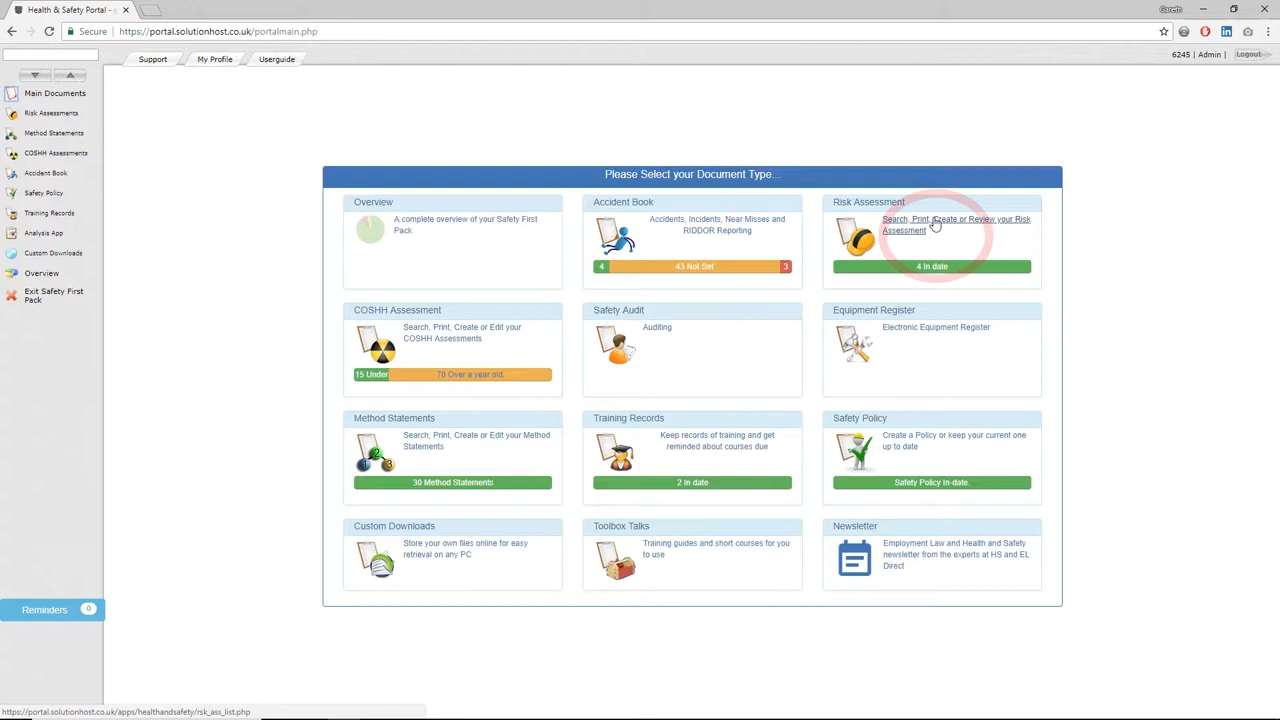 Health & Safety Portal -
Gareth
Secure
https://portal.solutionhost.co.uk/portalmain.php
Support
My Profile
Userguide
6245 | Admin |
Logout
Main Documents
Risk Assessments
Method Statements
COSHH Assessments
Accident Book
Safety Policy
Training Records
Analysis App
Custom Downloads
Overview
Exit Safety First
Pack
Reminders
0
Please Select your Document Type...
Overview
A complete overview of your Safety First
Pack
Accident Book
Accidents, Incidents, Near Misses and
RIDDOR Reporting
4
43 Not Set
3
Risk Assessment
Search, Print, Create or Review your Risk
Assessment
4 In date
COSHH Assessment
Search, Print, Create or Edit your
COSHH Assessments
15 Under
70 Over a year old.
Safety Audit
Auditing
Equipment Register
Electronic Equipment Register
Method Statements
Search, Print, Create or Edit your Method
Statements
1 2 3
30 Method Statements
Training Records
Keep records of training and get
reminded about courses due
2 In date
Safety Policy
Create a Policy or keep your current one
up to date
Safety Policy In-date.
Custom Downloads
Store your own files online for easy
retrieval on any PC
Toolbox Talks
Training guides and short courses for you
to use
Newsletter
Employment Law and Health and Safety
newsletter from the experts at HS and EL
Direct
https://portal.solutionhost.co.uk/apps/healthandsafety/rsk_ass_list.php